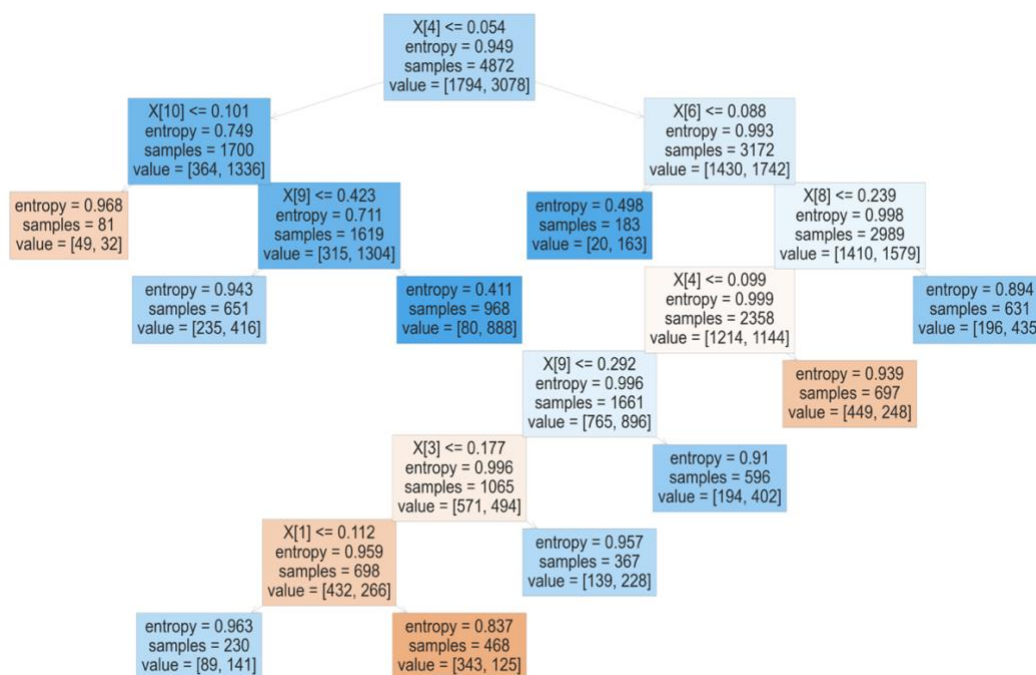 X[4] <= 0.054
entropy = 0.949
samples = 4872
value = [1794, 3078]
X[10] <= 0.101
entropy = 0.749
samples = 1700
value = [364, 1336]
X[6] <= 0.088
entropy = 0.993
samples = 3172
value = [1430, 1742]
entropy = 0.968
samples = 81
value = [49, 32]
X[9] <= 0.423
entropy = 0.711
samples = 1619
value = [315, 1304]
entropy = 0.498
samples = 183
value = [20, 163]
X[8] <= 0.239
entropy = 0.998
samples = 2989
value = [1410, 1579]
entropy = 0.943
samples = 651
value = [235, 416]
entropy = 0.411
samples = 968
value = [80, 888]
X[4] <= 0.099
entropy = 0.999
samples = 2358
value = [1214, 1144]
entropy = 0.894
samples = 631
value = [196, 435]
X[9] <= 0.292
entropy = 0.996
samples = 1661
value = [765, 896]
entropy = 0.939
samples = 697
value = [449, 248]
X[3] <= 0.177
entropy = 0.996
samples = 1065
value = [571, 494]
entropy = 0.91
samples = 596
value = [194, 402]
X[1] <= 0.112
entropy = 0.959
samples = 698
value = [432, 266]
entropy = 0.957
samples = 367
value = [139, 228]
entropy = 0.963
samples = 230
value = [89, 141]
entropy = 0.837
samples = 468
value = [343, 125]